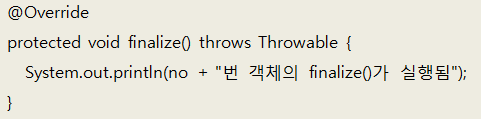 @Override
protected void finalize() throws Throwable {
System.out.println(no + "번 객체의 finalize()가 실행됨");
}